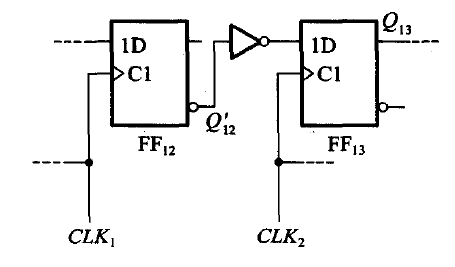 Q₁₃
1D
1D
C1
C1
Q′₁₂
FF₁₂
FF₁₃
CLK₁
CLK₂